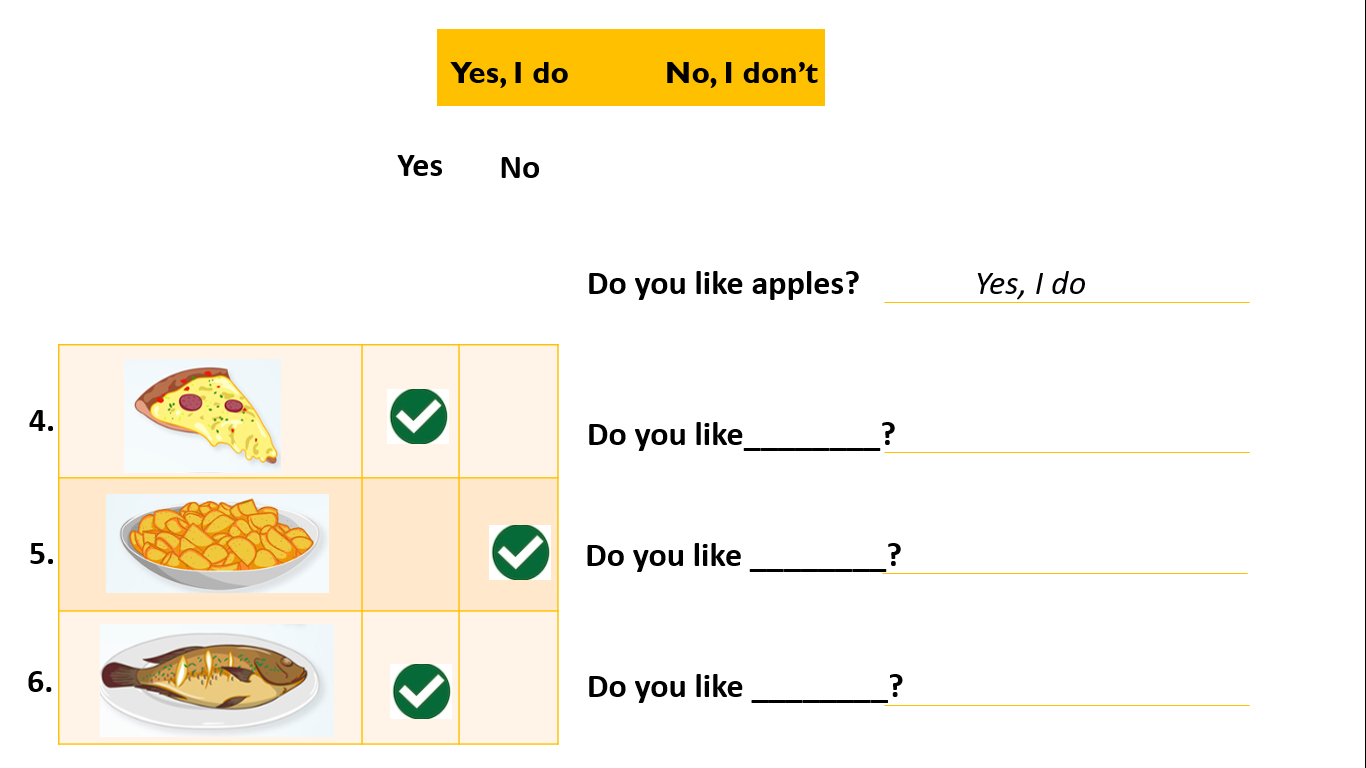 Yes, I do No, I don’t
Yes No
Do you like apples? Yes, I do
4. Do you like________?
5. Do you like ________?
6. Do you like ________?